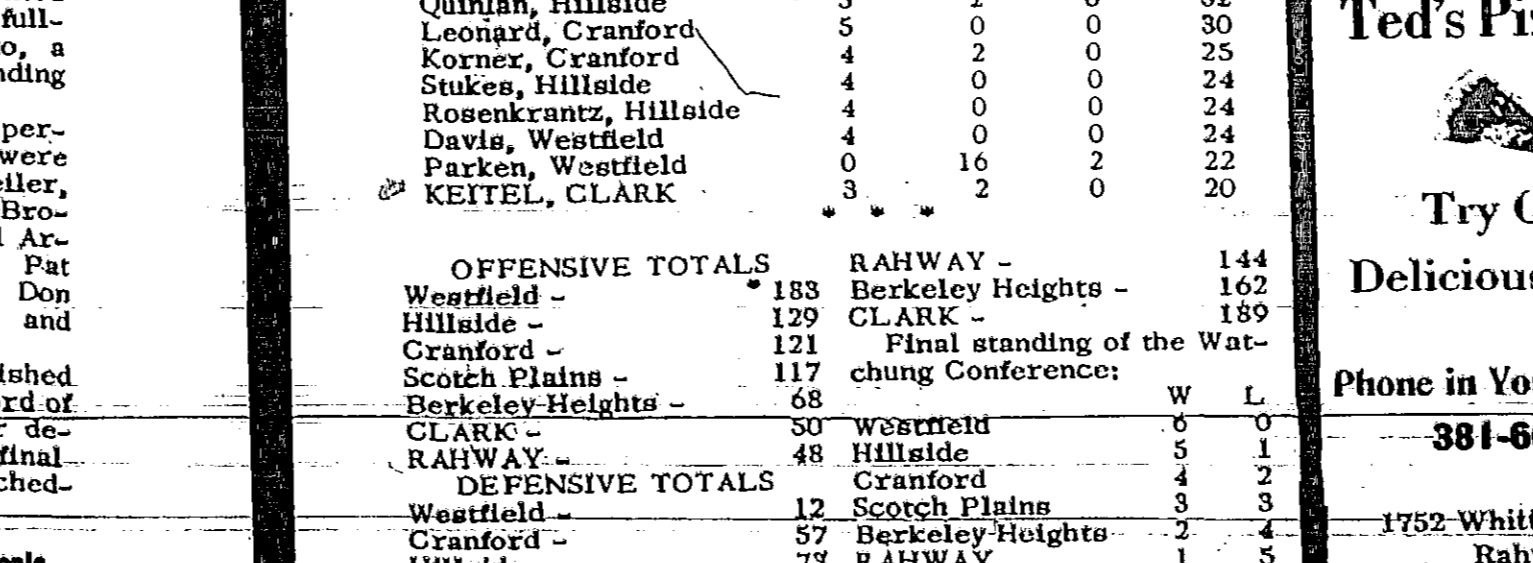 full-
o, a
nding
per-
were
eller,
Bro-
Ar-
Pat
Don
and
ished
rd of
de-
final
ched-
Quinlan, Hillside
Leonard, Cranford 5 0 0 30
Korner, Cranford 4 2 0 25
Stukes, Hillside 4 0 0 24
Rosenkrantz, Hillside 4 0 0 24
Davis, Westfield 4 0 0 24
Parken, Westfield 0 16 2 22
KEITEL, CLARK 3 2 0 20
* * *
OFFENSIVE TOTALS
Westfield - 183
Hillside - 129
Cranford - 121
Scotch Plains - 117
Berkeley Heights - 68
CLARK - 50
RAHWAY - 48
DEFENSIVE TOTALS
Westfield - 12
Cranford - 57
RAHWAY - 144
Berkeley Heights - 162
CLARK - 189
Final standing of the Wat-
chung Conference:
W L
Westfield 6 0
Hillside 5 1
Cranford 4 2
Scotch Plains 3 3
Berkeley Heights 2 4
RAHWAY 1 5
Ted's Pi
Try
Delicious
Phone in Yo
381-6
1752 Whitt
Rah